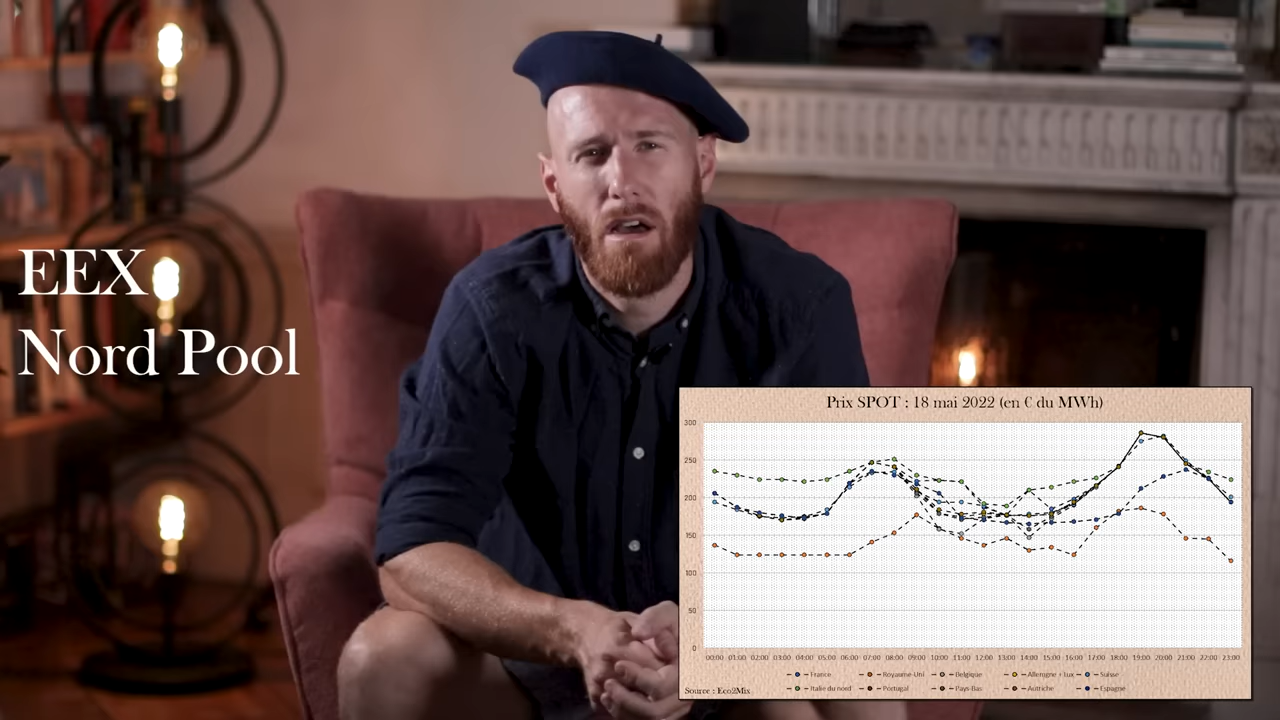 EEX
Nord Pool
Prix SPOT : 18 mai 2022 (en € du MWh)
300
250
200
150
100
50
0
00:00 01:00 02:00 03:00 04:00 05:00 06:00 07:00 08:00 09:00 10:00 11:00 12:00 13:00 14:00 15:00 16:00 17:00 18:00 19:00 20:00 21:00 22:00 23:00
France Royaume-Uni Belgique Allemgne + Lux Suisse
Italie du nord Portugal Pays-Bas Autriche Espagne
Source : Eco2Mix